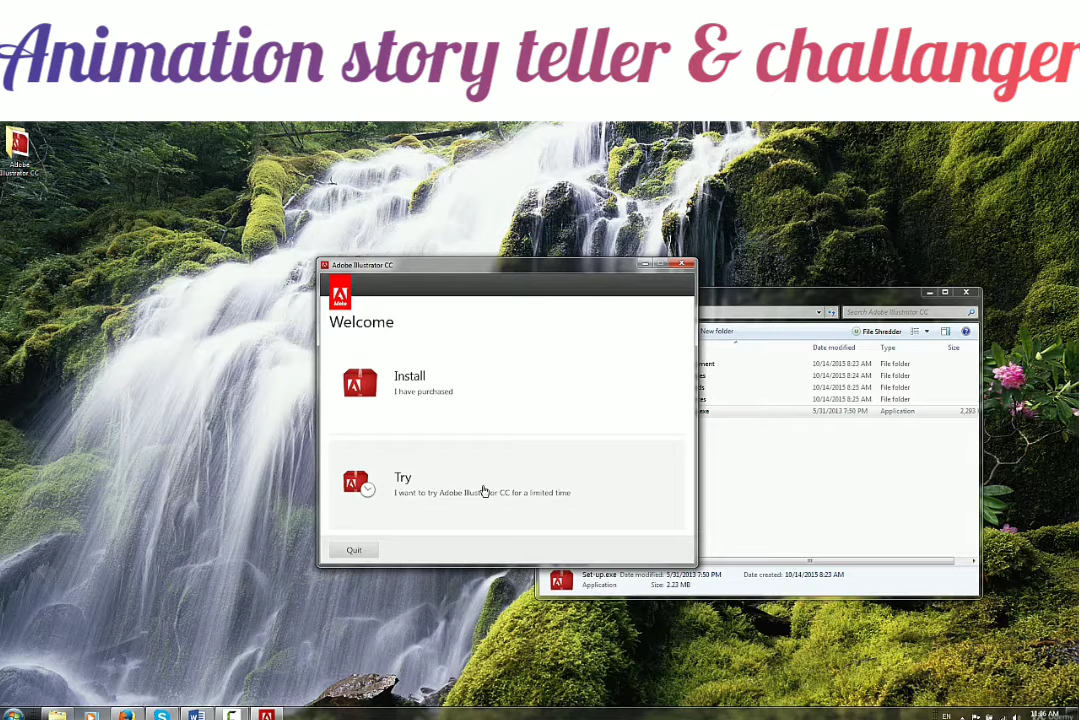 Animation story teller & challanger
Adobe
Illustrator CC
Adobe Illustrator CC
Adobe
Welcome
Install
I have purchased
Try
I want to try Adobe Illustrator CC for a limited time
Quit
Search Adobe Illustrator CC
New folder
File Shredder
Date modified
Type
Size
10/14/2015 8:23 AM
File folder
10/14/2015 8:24 AM
File folder
10/14/2015 8:23 AM
File folder
10/14/2015 8:23 AM
File folder
5/31/2013 7:50 PM
Application
2,293
Set-up.exe Date modified: 5/31/2013 7:50 PM
Date created: 10/14/2015 8:23 AM
Application
Size: 2.23 MB
EN